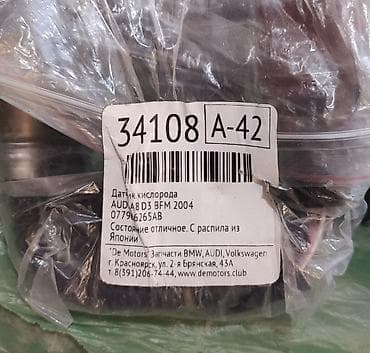 34108 A-42
Датчик кислорода
AUDI A8 D3 BFM 2004
Состояние отличное. С распила из
Японии
"De Motors" Запчасти BMW, AUDI, Volkswagen
г. Красноярск, ул. 2-я Брянская, 43А
т. 8(391)206-74-44, www.demotors.club